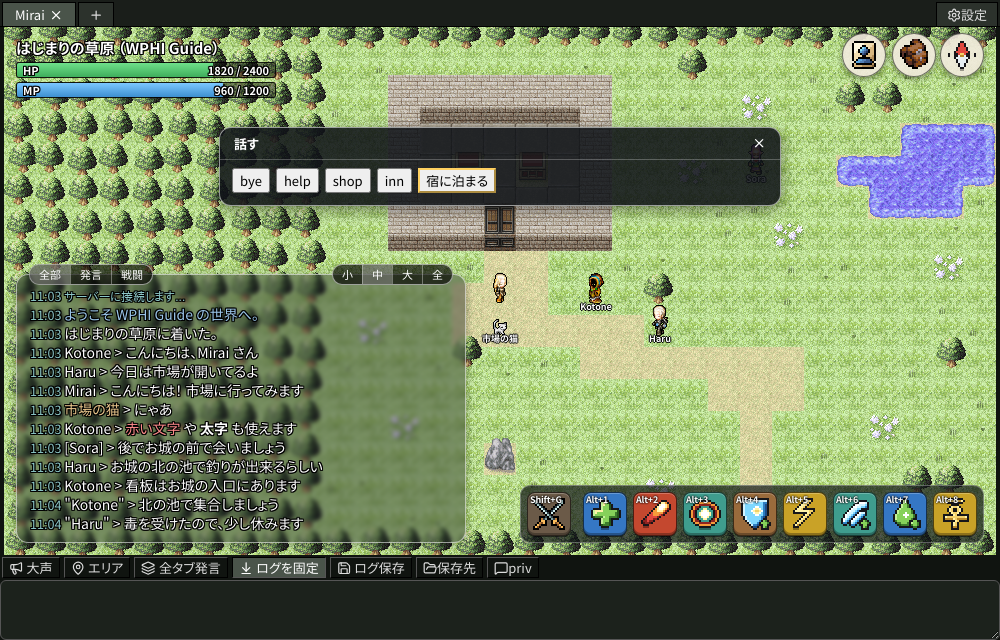 Mirai × +
設定
はじまりの草原 (WPHI Guide)
HP 1820 / 2400
MP 960 / 1200
話す ×
bye help shop inn 宿に泊まる
Sora
全部 発言 戦闘 小 中 大 全
11:03 サーバーに接続します...
11:03 ようこそ WPHI Guide の世界へ。
11:03 はじまりの草原に着いた。
11:03 Kotone > こんにちは、Mirai さん
11:03 Haru > 今日は市場が開いてるよ
11:03 Mirai > こんにちは! 市場に行ってみます
11:03 市場の猫 > にゃあ
11:03 Kotone > 赤い文字 や 太字 も使えます
11:03 [Sora] > 後でお城の前で会いましょう
11:03 Haru > お城の北の池で釣りが出来るらしい
11:03 Kotone > 看板はお城の入口にあります
11:04 "Kotone" > 北の池で集合しましょう
11:04 "Haru" > 毒を受けたので、少し休みます
Kotone
市場の猫
Haru
Shift+G Alt+1 Alt+2 Alt+3 Alt+4 Alt+5 Alt+6 Alt+7 Alt+8
大声 エリア 全タブ発言 ログを固定 ログ保存 保存先 priv